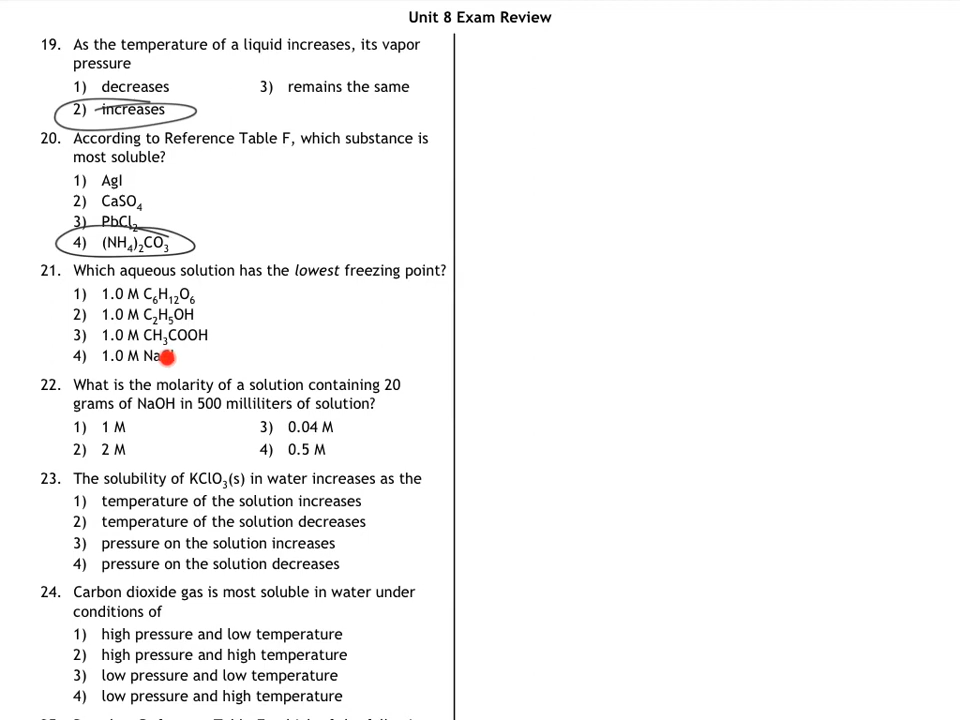 Unit 8 Exam Review
19. As the temperature of a liquid increases, its vapor
pressure
1) decreases 3) remains the same
2) increases
20. According to Reference Table F, which substance is
most soluble?
1) AgI
2) CaSO₄
3) PbCl₂
4) (NH₄)₂CO₃
21. Which aqueous solution has the lowest freezing point?
1) 1.0 M C₆H₁₂O₆
2) 1.0 M C₂H₅OH
3) 1.0 M CH₃COOH
4) 1.0 M
22. What is the molarity of a solution containing 20
grams of NaOH in 500 milliliters of solution?
1) 1 M 3) 0.04 M
2) 2 M 4) 0.5 M
23. The solubility of KClO₃(s) in water increases as the
1) temperature of the solution increases
2) temperature of the solution decreases
3) pressure on the solution increases
4) pressure on the solution decreases
24. Carbon dioxide gas is most soluble in water under
conditions of
1) high pressure and low temperature
2) high pressure and high temperature
3) low pressure and low temperature
4) low pressure and high temperature